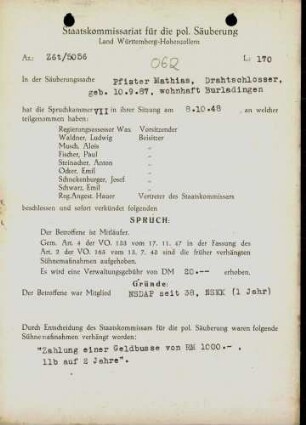 Staatskommissariat für die pol. Säuberung
Land Württemberg-Hohenzollern
Az: Z6t/5056
062
L: 170
In der Säuberungssache Pfister Mathias, Drahtschlosser,
geb. 10.9.87, wohnhaft Burladingen
hat die Spruchkammer VII in ihrer Sitzung am 8.10.48 , an welcher
teilgenommen haben:
Regierungsassessor Wax Vorsitzender
Waldner, Ludwig Beisitzer
Musch, Alois "
Fischer, Paul "
Steinacher, Anton "
Ocker, Emil "
Schnekenburger, Josef "
Schwarz, Emil "
Reg.Angest. Hauer Vertreter des Staatskommissars
beschlossen und sofort verkündet folgenden
SPRUCH:
Der Betroffene ist Mitläufer.
Gem. Art. 4 der VO. 133 vom 17. 11. 47 in der Fassung des
Art. 2 der VO. 165 vom 13. 7. 48 sind die früher verhängten
Sühnemaßnahmen aufgehoben.
Es wird eine Verwaltungsgebühr von DM 20.-- erhoben.
Gründe:
Der Betroffene war Mitglied NSDAP seit 38, NSKK (1 Jahr)
Durch Entscheidung des Staatskommissars für die pol. Säuberung waren folgende
Sühnemaßnahmen verhängt worden:
"Zahlung einer Geldbusse von RM 1000.-- .
11b auf 2 Jahre".